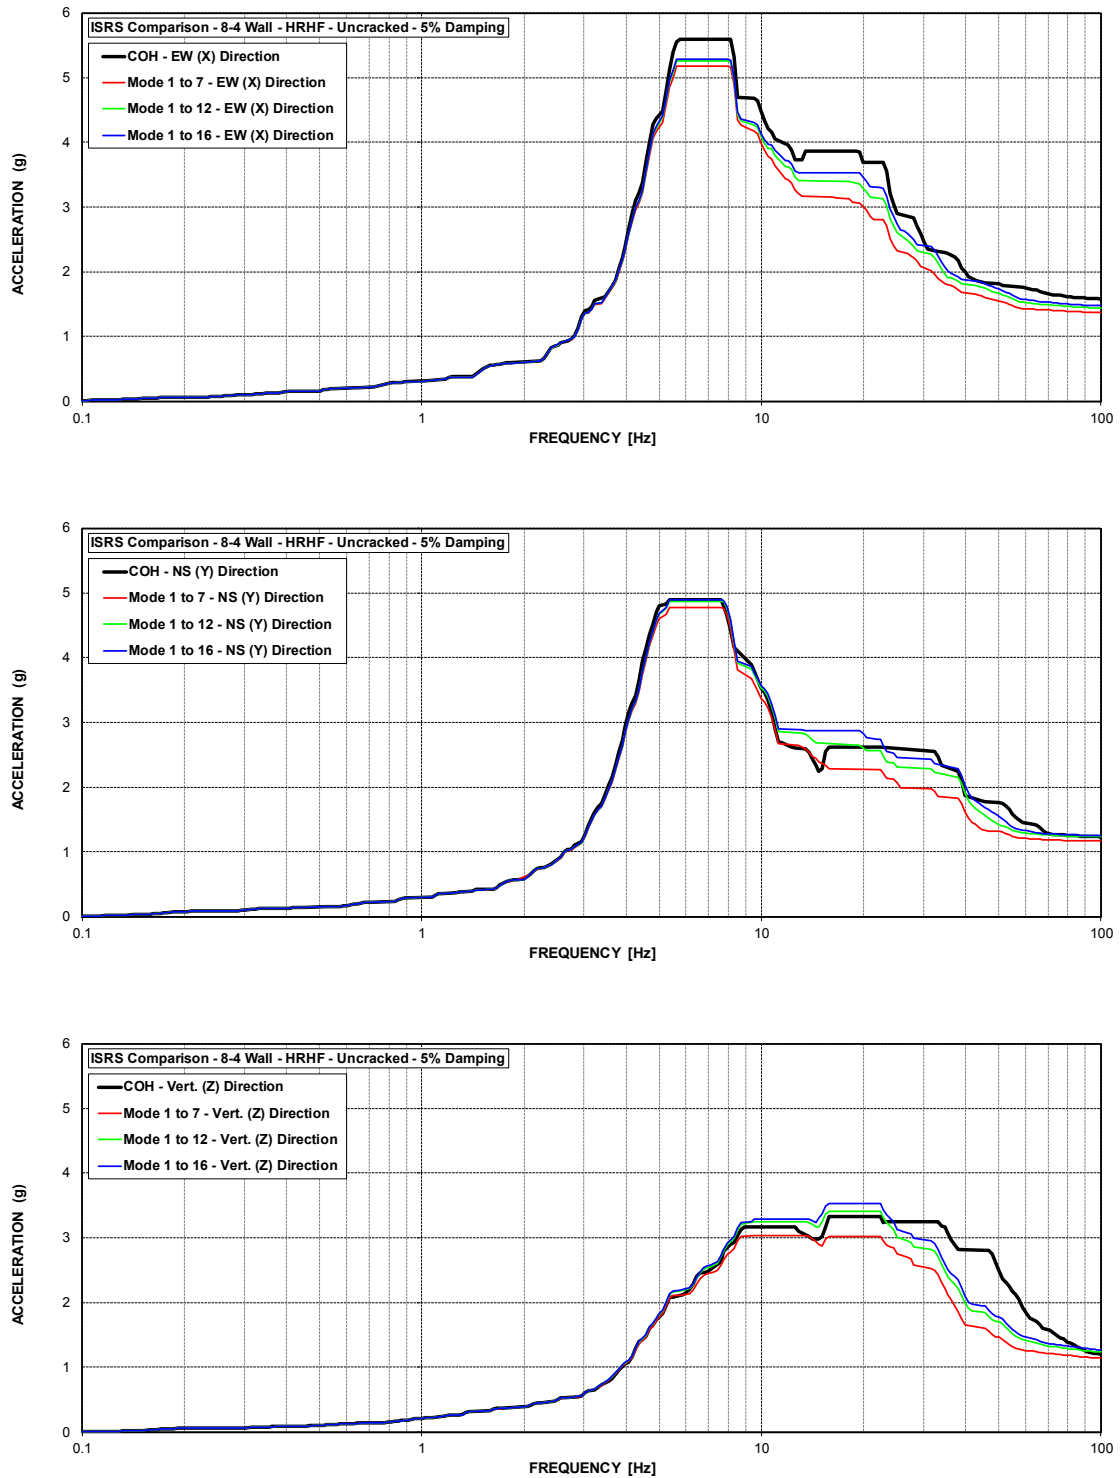 ISRS Comparison - 8-4 Wall - HRHF - Uncracked - 5% Damping
COH - EW (X) Direction
Mode 1 to 7 - EW (X) Direction
Mode 1 to 12 - EW (X) Direction
Mode 1 to 16 - EW (X) Direction
ACCELERATION (g)
6
5
4
3
2
1
0
0.1 1 10 100
FREQUENCY [Hz]
ISRS Comparison - 8-4 Wall - HRHF - Uncracked - 5% Damping
COH - NS (Y) Direction
Mode 1 to 7 - NS (Y) Direction
Mode 1 to 12 - NS (Y) Direction
Mode 1 to 16 - NS (Y) Direction
ACCELERATION (g)
6
5
4
3
2
1
0
0.1 1 10 100
FREQUENCY [Hz]
ISRS Comparison - 8-4 Wall - HRHF - Uncracked - 5% Damping
COH - Vert. (Z) Direction
Mode 1 to 7 - Vert. (Z) Direction
Mode 1 to 12 - Vert. (Z) Direction
Mode 1 to 16 - Vert. (Z) Direction
ACCELERATION (g)
6
5
4
3
2
1
0
0.1 1 10 100
FREQUENCY [Hz]